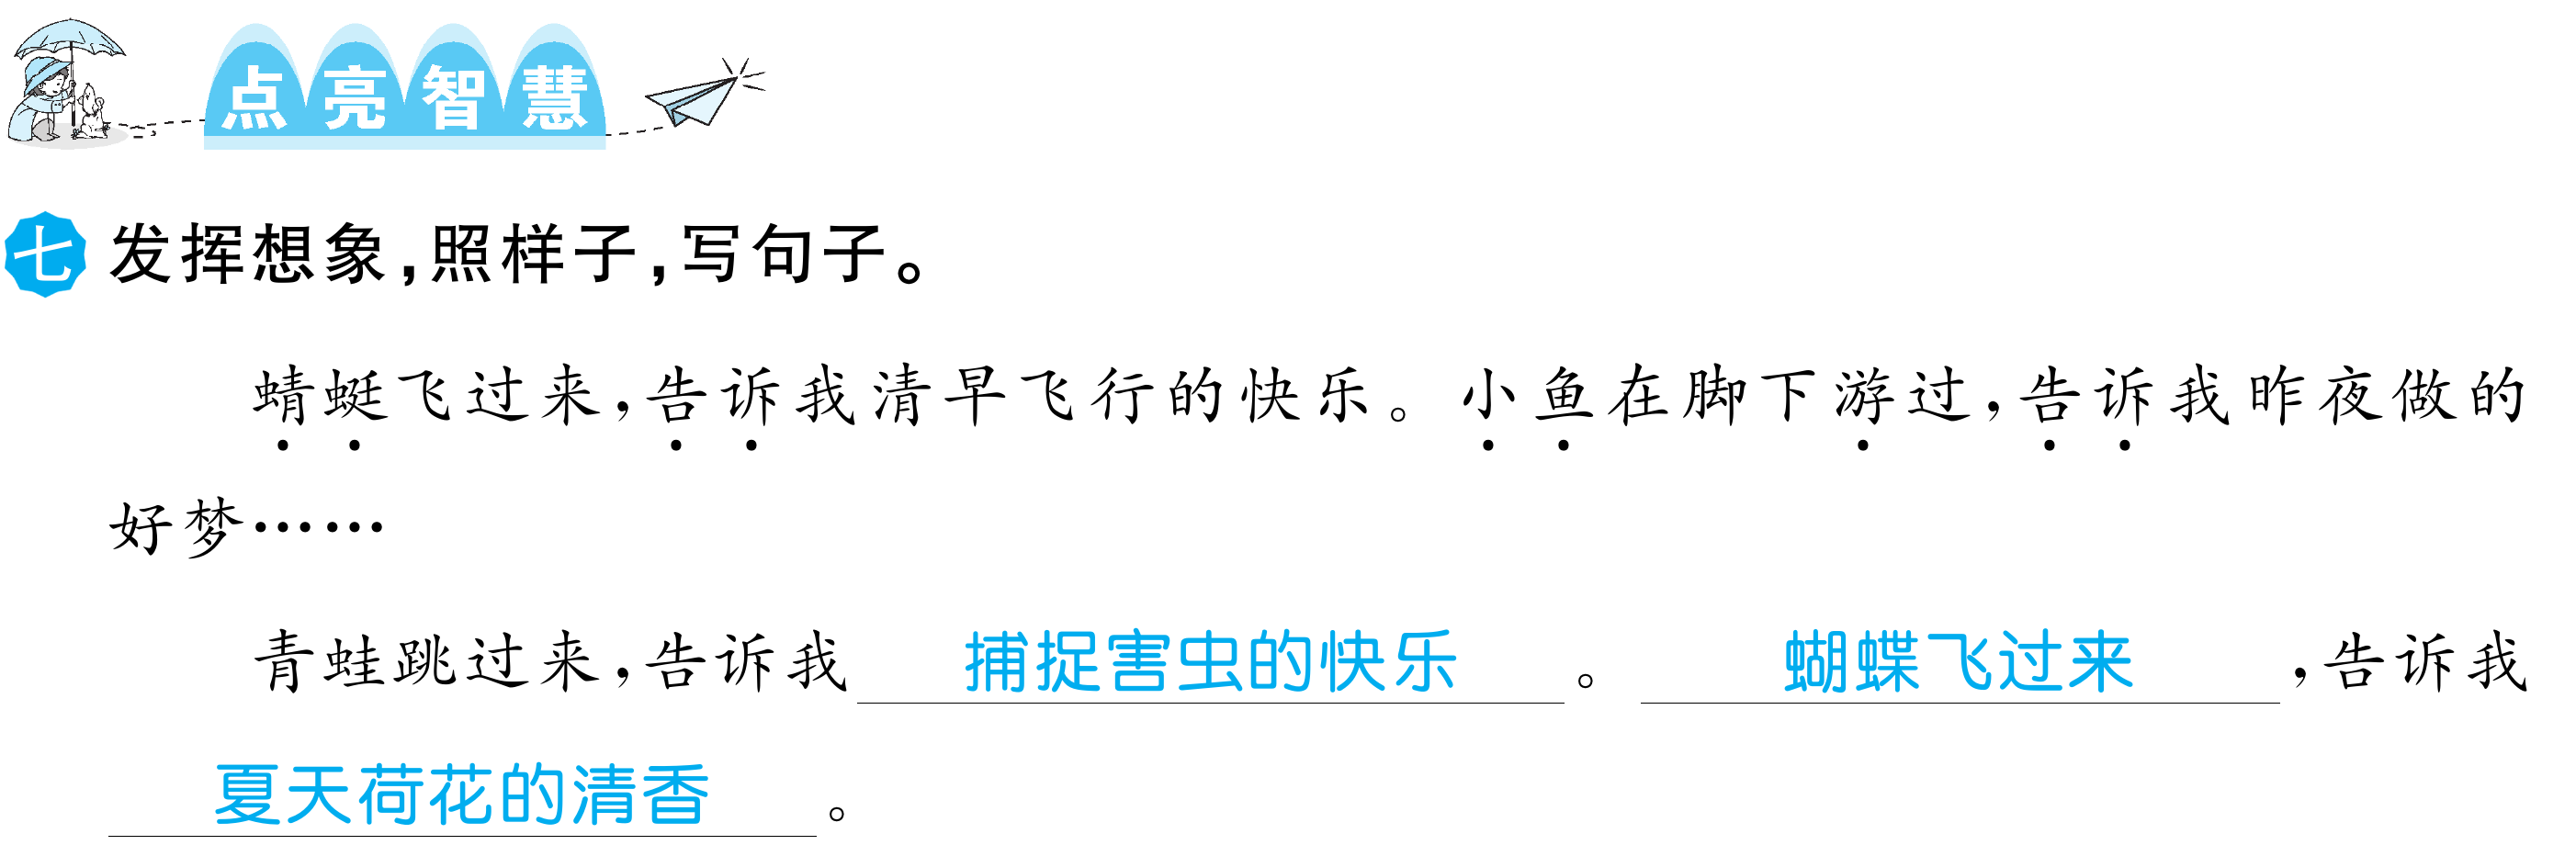 点亮智慧
七 发挥想象,照样子,写句子。
蜻蜓飞过来,告诉我清早飞行的快乐。小鱼在脚下游过,告诉我昨夜做的
好梦……
青蛙跳过来,告诉我捕捉害虫的快乐。蝴蝶飞过来,告诉我
夏天荷花的清香。